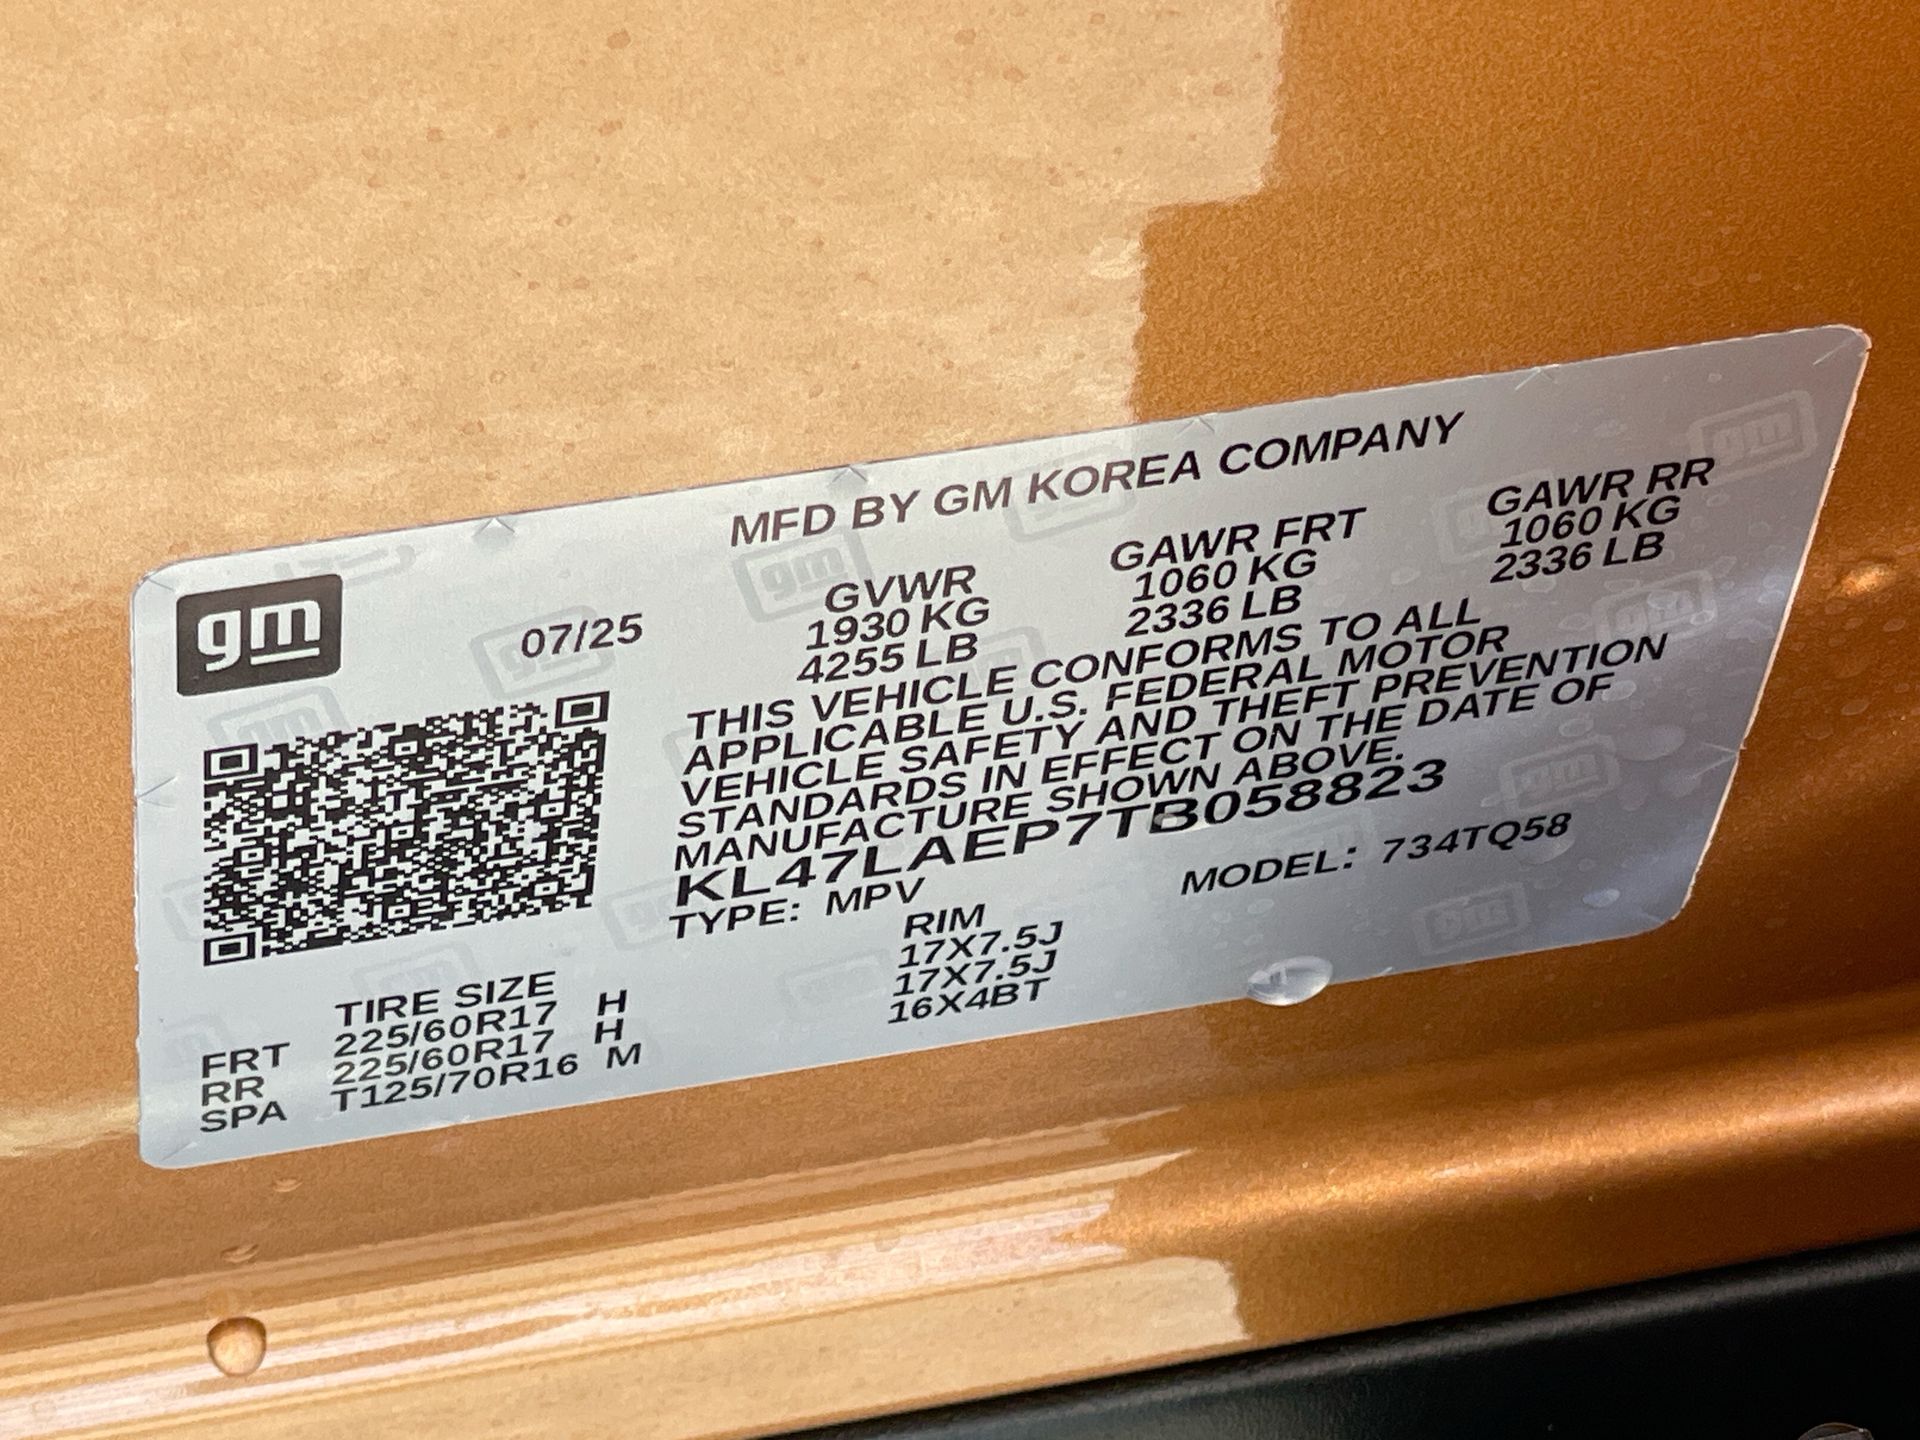 MFD BY GM KOREA COMPANY
gm
07/25
GVWR GAWR FRT GAWR RR
1930 KG 1060 KG 1060 KG
4255 LB 2336 LB 2336 LB
THIS VEHICLE CONFORMS TO ALL
APPLICABLE U.S. FEDERAL MOTOR
VEHICLE SAFETY AND THEFT PREVENTION
STANDARDS IN EFFECT ON THE DATE OF
MANUFACTURE SHOWN ABOVE.
KL47LAEP7TB058823
TYPE: MPV MODEL: 734TQ58
TIRE SIZE RIM
FRT 225/60R17 H 17X7.5J
RR 225/60R17 H 17X7.5J
SPA T125/70R16 M 16X4BT